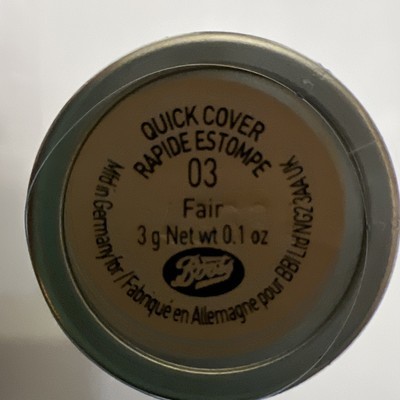 QUICK COVER
RAPIDE ESTOMPE
03
Fair
3 g Net wt 0.1 oz
Boots
Mfd in Germany for / Fabriqué en Allemagne pour BBI Ltd NG2 3AA UK